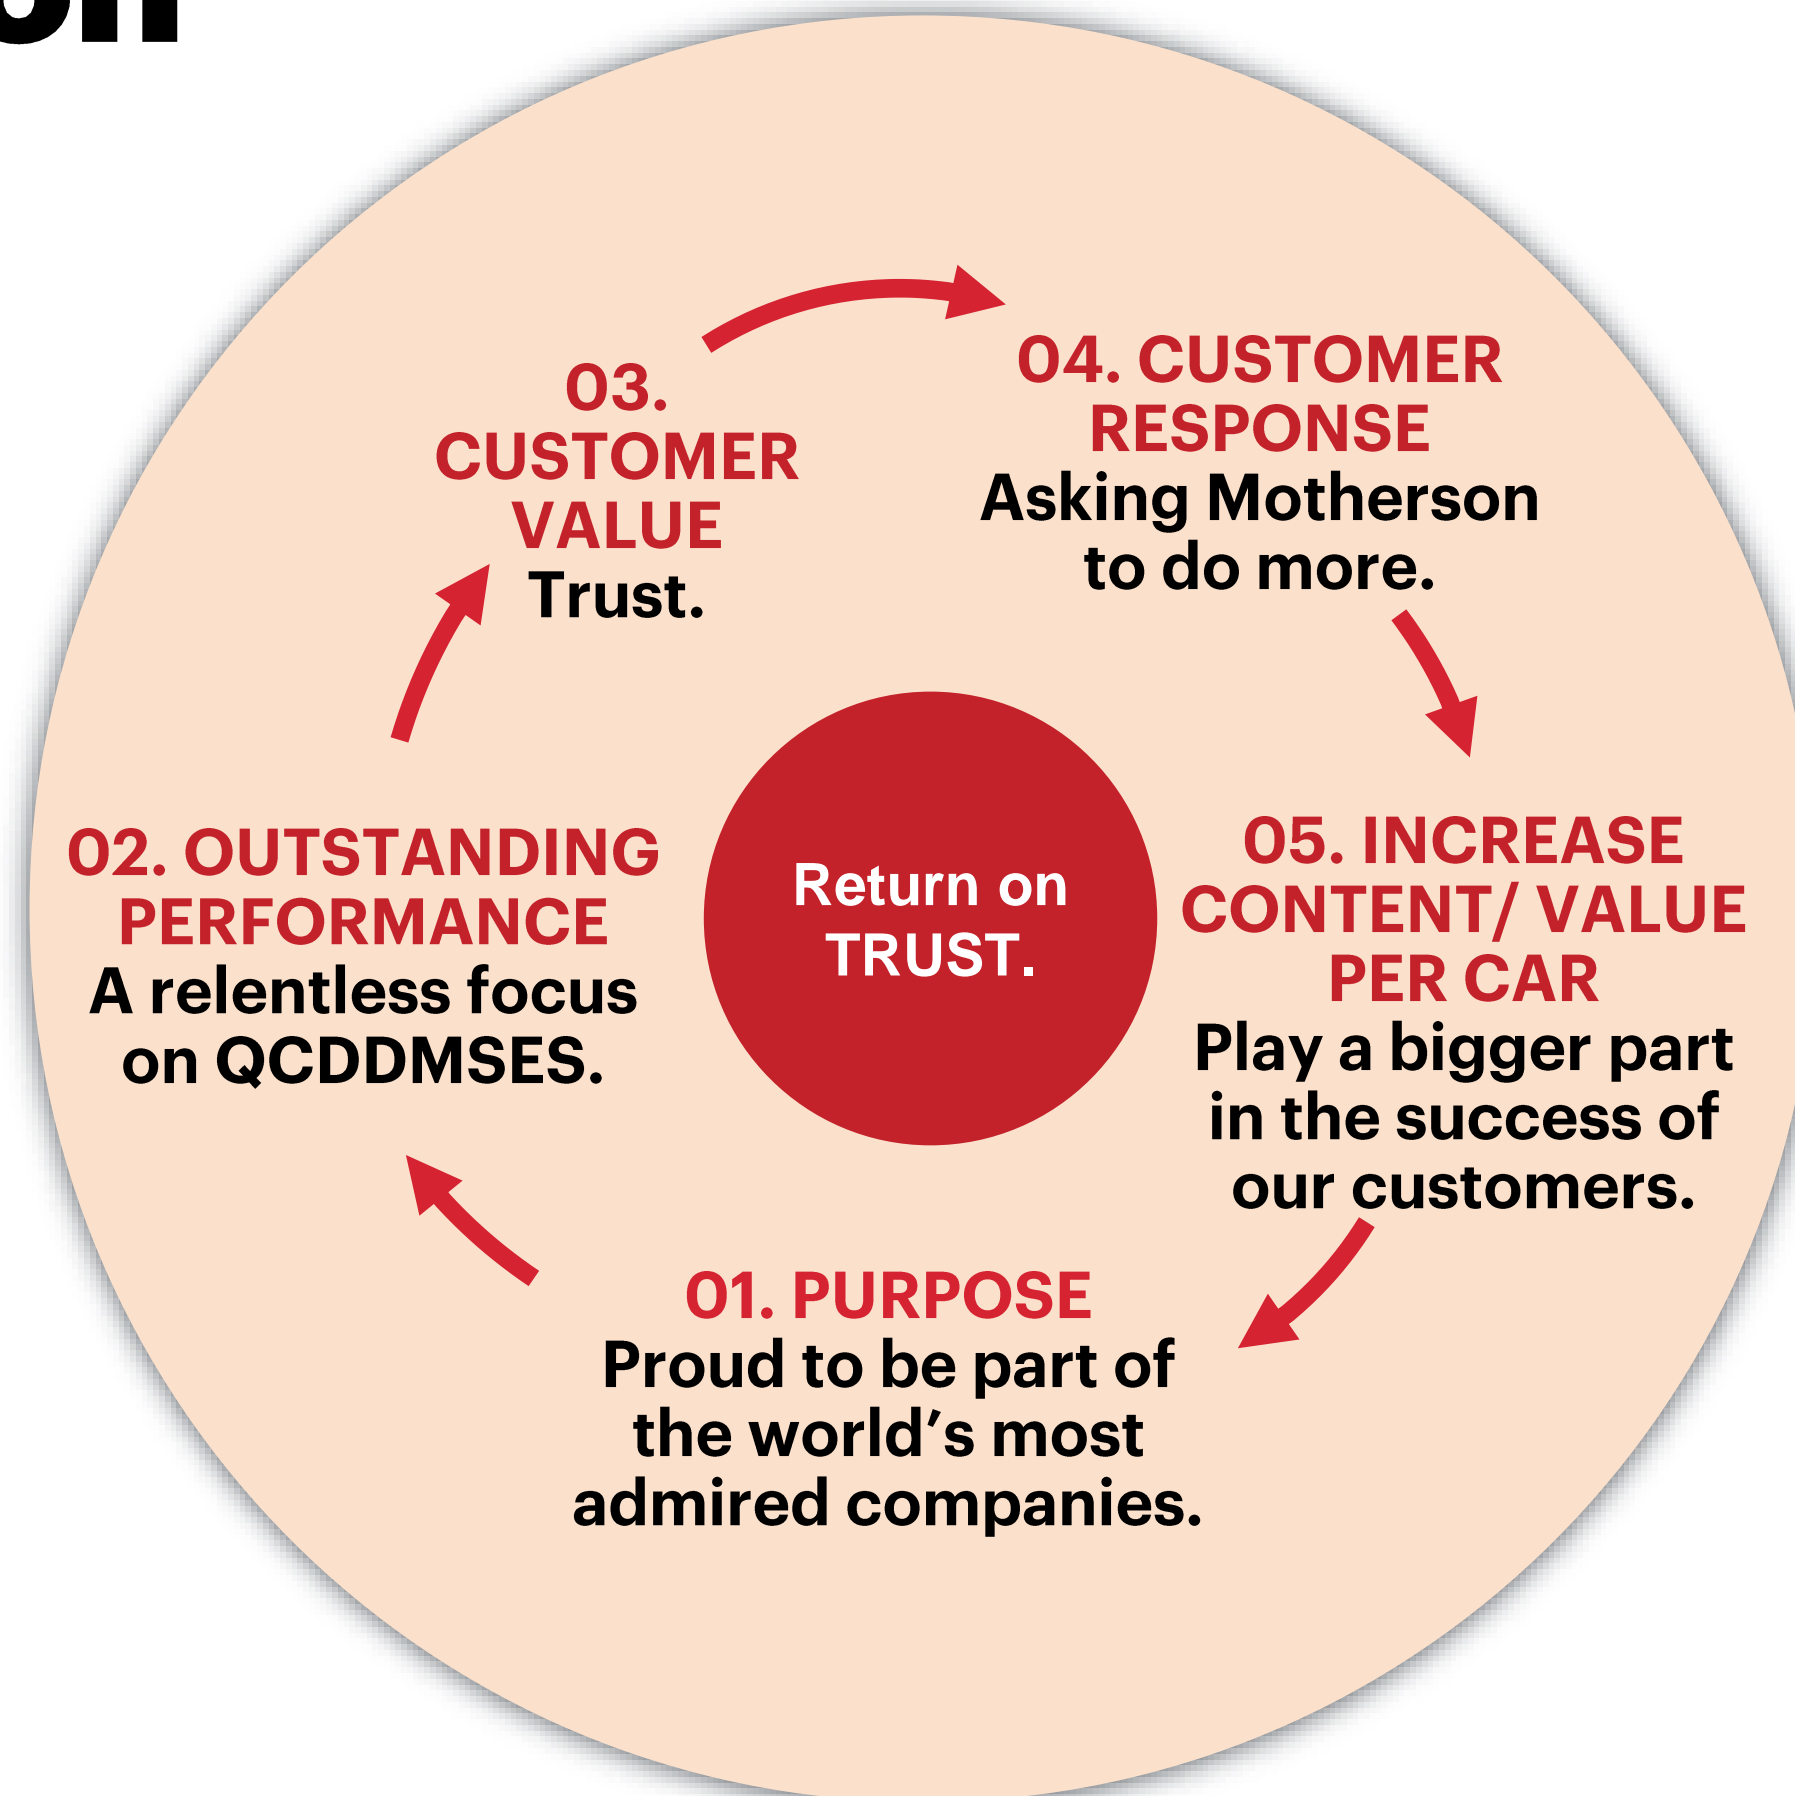 03.
CUSTOMER
VALUE
Trust.
04. CUSTOMER
RESPONSE
Asking Motherson
to do more.
02. OUTSTANDING
PERFORMANCE
A relentless focus
on QCDDMSES.
Return on
TRUST.
05. INCREASE
CONTENT/ VALUE
PER CAR
Play a bigger part
in the success of
our customers.
01. PURPOSE
Proud to be part of
the world’s most
admired companies.